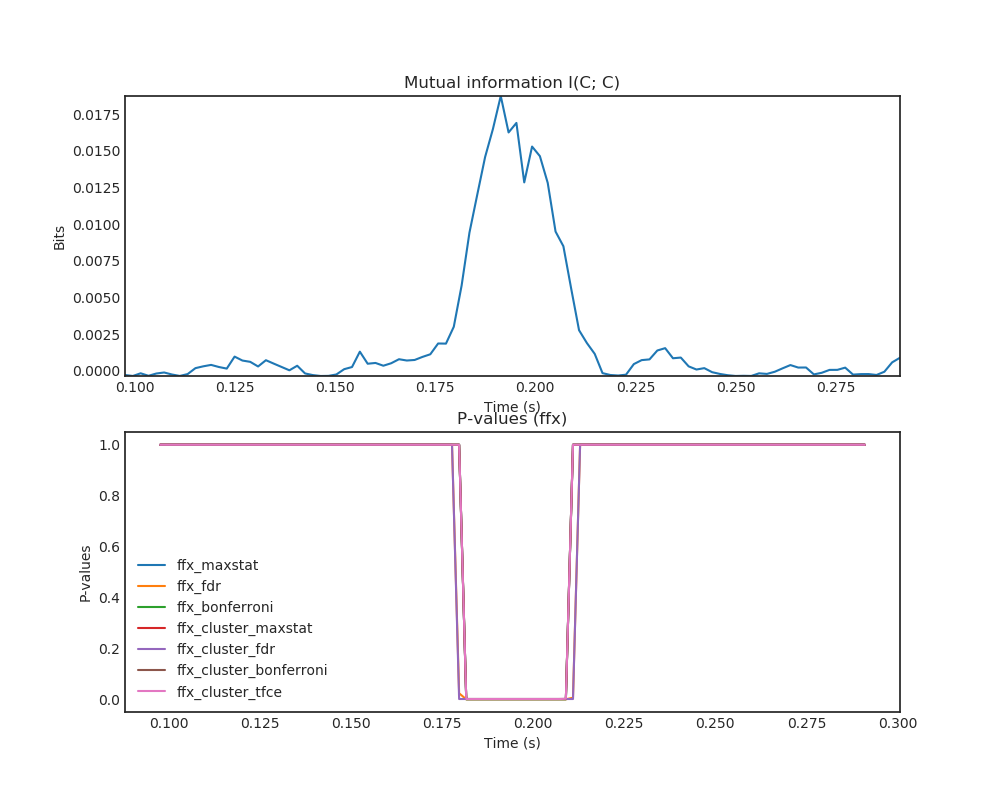 Mutual information I(C; C)
0.0175
0.0150
0.0125
0.0100
0.0075
0.0050
0.0025
0.0000
Bits
0.100 0.125 0.150 0.175 0.200 0.225 0.250 0.275
Time (s)
P-values (ffx)
1.0
0.8
0.6
0.4
0.2
0.0
P-values
ffx_maxstat
ffx_fdr
ffx_bonferroni
ffx_cluster_maxstat
ffx_cluster_fdr
ffx_cluster_bonferroni
ffx_cluster_tfce
0.100 0.125 0.150 0.175 0.200 0.225 0.250 0.275 0.300
Time (s)